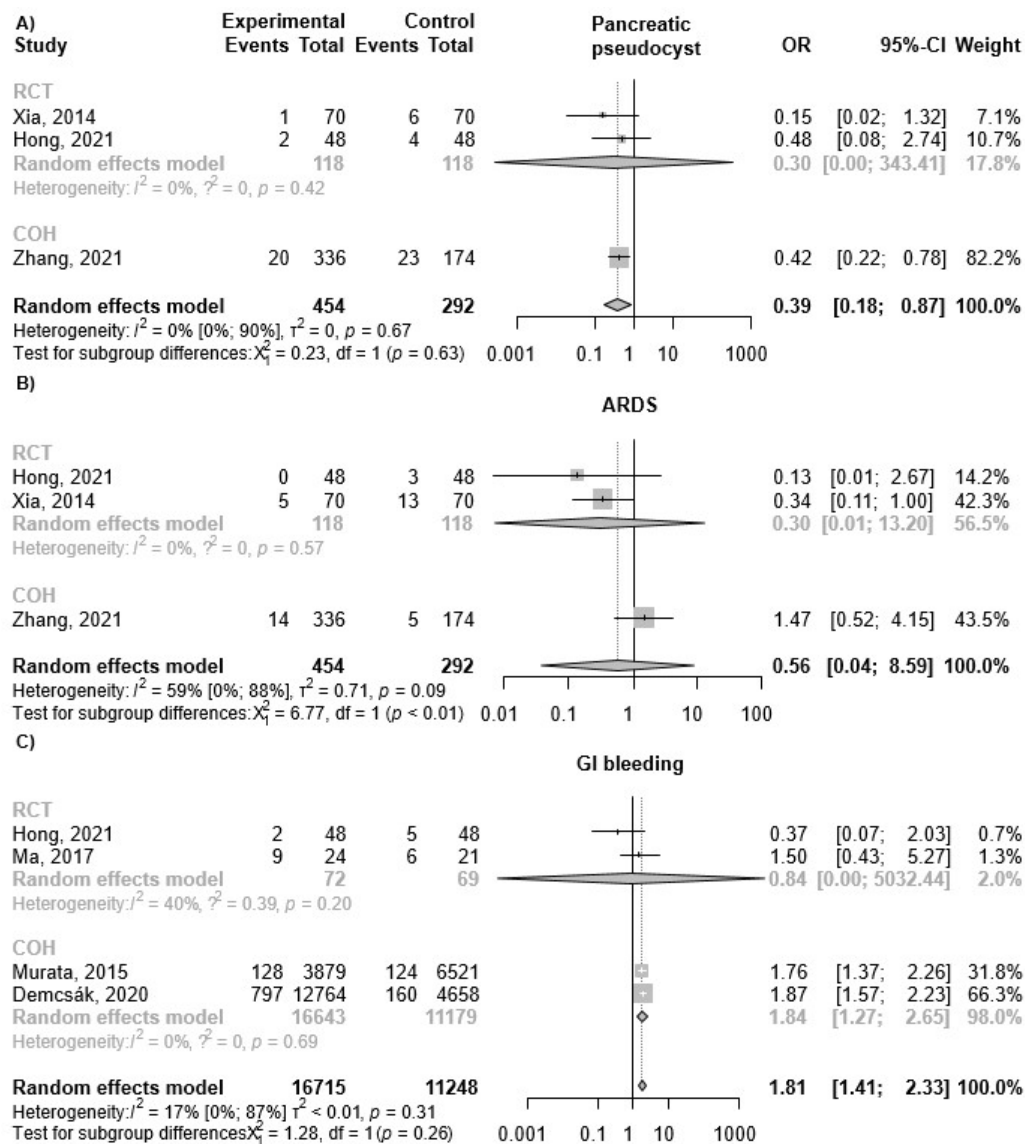 A) Experimental Control Pancreatic
Study Events Total Events Total pseudocyst OR 95%-CI Weight
RCT
Xia, 2014 1 70 6 70 0.15 [0.02; 1.32] 7.1%
Hong, 2021 2 48 4 48 0.48 [0.08; 2.74] 10.7%
Random effects model 118 118 0.30 [0.00; 343.41] 17.8%
Heterogeneity: I² = 0%, ?² = 0, p = 0.42
COH
Zhang, 2021 20 336 23 174 0.42 [0.22; 0.78] 82.2%
Random effects model 454 292 0.39 [0.18; 0.87] 100.0%
Heterogeneity: I² = 0% [0%; 90%], τ² = 0, p = 0.67
Test for subgroup differences: X²₁ = 0.23, df = 1 (p = 0.63) 0.001 0.1 1 10 1000
B)
ARDS
RCT
Hong, 2021 0 48 3 48 0.13 [0.01; 2.67] 14.2%
Xia, 2014 5 70 13 70 0.34 [0.11; 1.00] 42.3%
Random effects model 118 118 0.30 [0.01; 13.20] 56.5%
Heterogeneity: I² = 0%, ?² = 0, p = 0.57
COH
Zhang, 2021 14 336 5 174 1.47 [0.52; 4.15] 43.5%
Random effects model 454 292 0.56 [0.04; 8.59] 100.0%
Heterogeneity: I² = 59% [0%; 88%], τ² = 0.71, p = 0.09
Test for subgroup differences: X²₁ = 6.77, df = 1 (p < 0.01) 0.01 0.1 1 10 100
C)
GI bleeding
RCT
Hong, 2021 2 48 5 48 0.37 [0.07; 2.03] 0.7%
Ma, 2017 9 24 6 21 1.50 [0.43; 5.27] 1.3%
Random effects model 72 69 0.84 [0.00; 5032.44] 2.0%
Heterogeneity: I² = 40%, ?² = 0.39, p = 0.20
COH
Murata, 2015 128 3879 124 6521 1.76 [1.37; 2.26] 31.8%
Demcsák, 2020 797 12764 160 4658 1.87 [1.57; 2.23] 66.3%
Random effects model 16643 11179 1.84 [1.27; 2.65] 98.0%
Heterogeneity: I² = 0%, ?² = 0, p = 0.69
Random effects model 16715 11248 1.81 [1.41; 2.33] 100.0%
Heterogeneity: I² = 17% [0%; 87%] τ² < 0.01, p = 0.31
Test for subgroup differences X²₁ = 1.28, df = 1 (p = 0.26) 0.001 0.1 1 10 1000